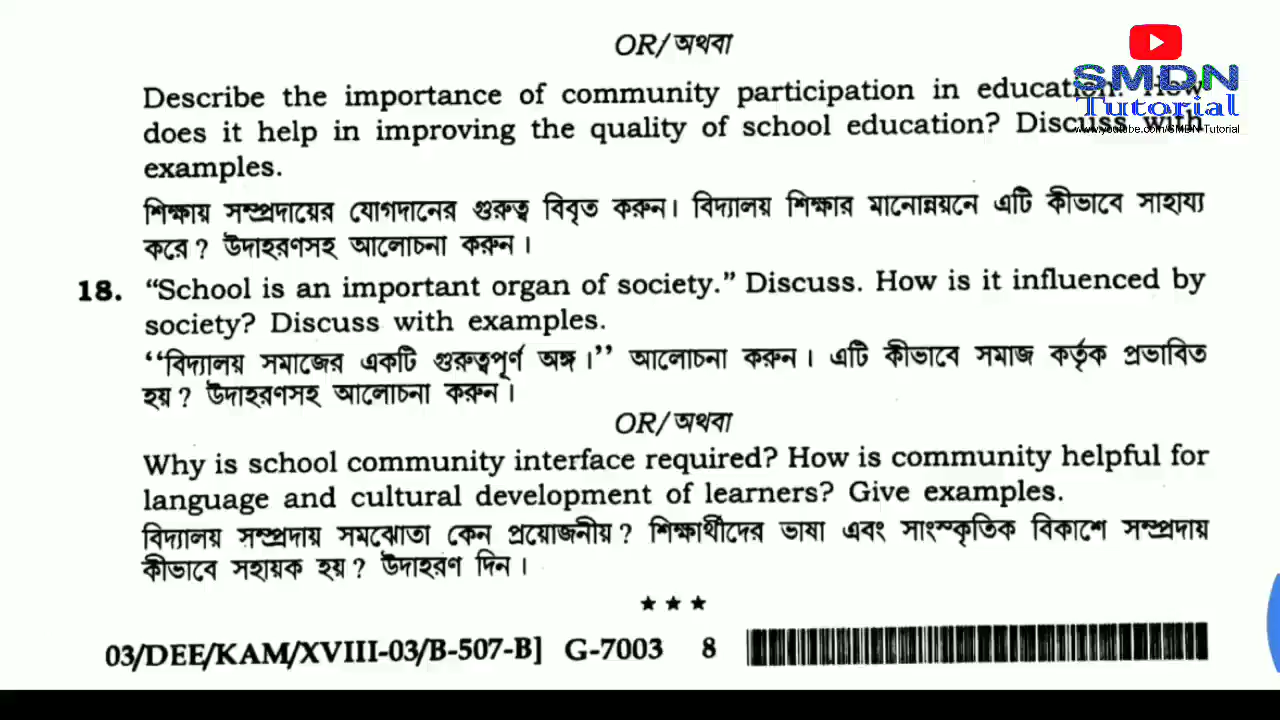 OR/অথবা
Describe the importance of community participation in education. How
does it help in improving the quality of school education? Discuss with
examples.
শিক্ষায় সম্প্রদায়ের যোগদানের গুরুত্ব বিবৃত করুন। বিদ্যালয় শিক্ষার মানোন্নয়নে এটি কীভাবে সাহায্য
করে? উদাহরণসহ আলোচনা করুন।
18. “School is an important organ of society.” Discuss. How is it influenced by
society? Discuss with examples.
‘‘বিদ্যালয় সমাজের একটি গুরুত্বপূর্ণ অঙ্গ।’’ আলোচনা করুন। এটি কীভাবে সমাজ কর্তৃক প্রভাবিত
হয়? উদাহরণসহ আলোচনা করুন।
OR/অথবা
Why is school community interface required? How is community helpful for
language and cultural development of learners? Give examples.
বিদ্যালয় সম্প্রদায় সমঝোতা কেন প্রয়োজনীয়? শিক্ষার্থীদের ভাষা এবং সাংস্কৃতিক বিকাশে সম্প্রদায়
কীভাবে সহায়ক হয়? উদাহরণ দিন।
★ ★ ★
03/DEE/KAM/XVIII-03/B-507-B] G-7003 8
SMDN
Tutorial
www.youtube.com/SMDN-Tutorial